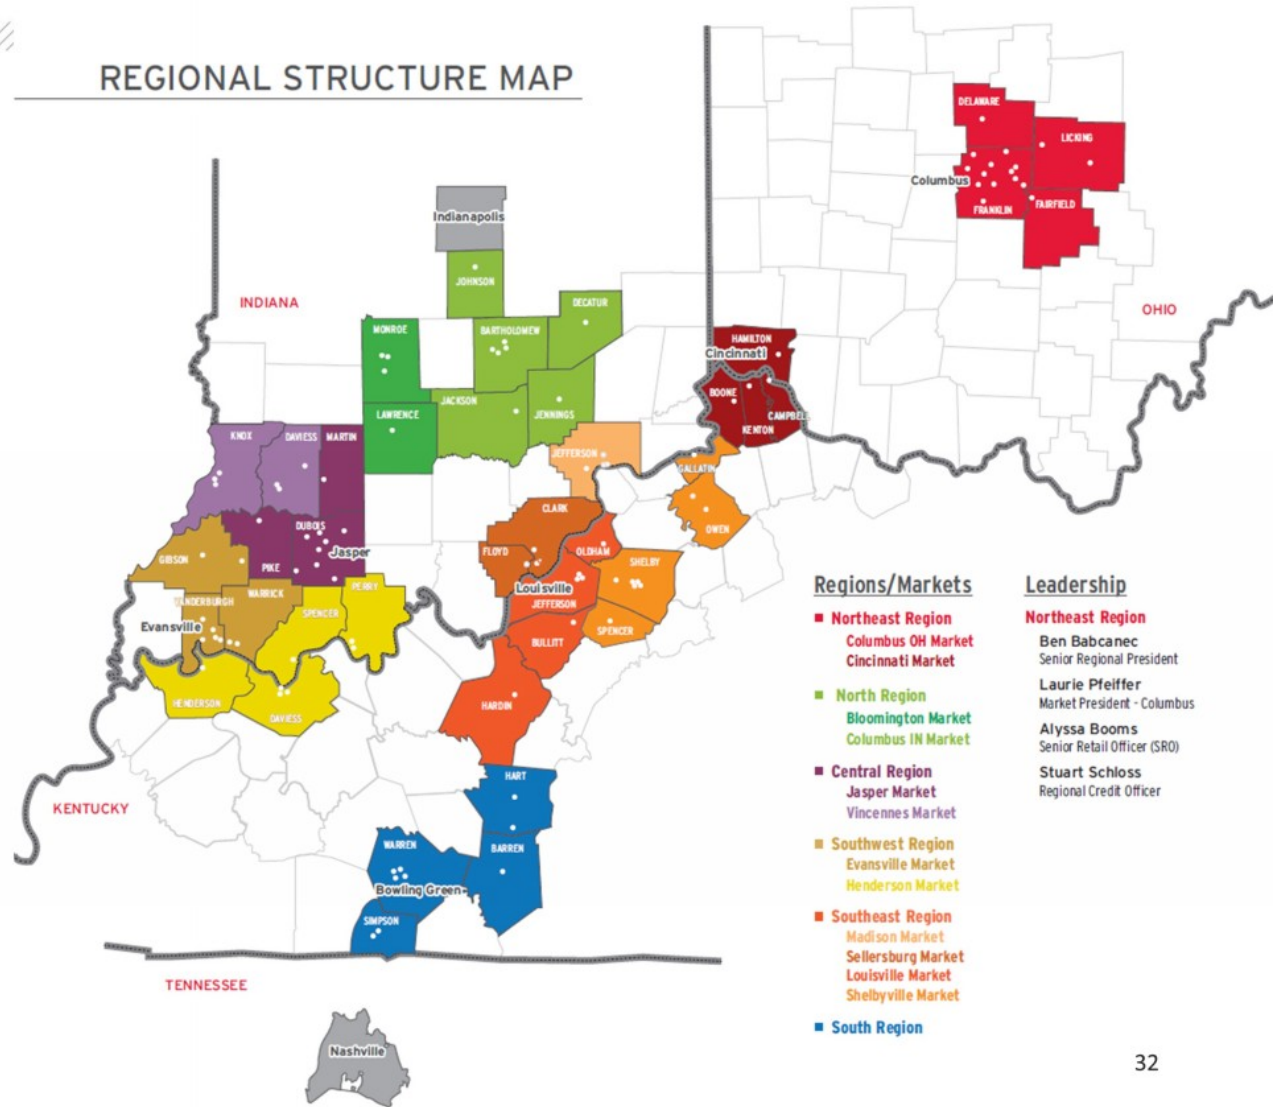 REGIONAL STRUCTURE MAP
DELAWARE
LICKING
Columbus
FRANKLIN
FAIRFIELD
Indianapolis
JOHNSON
INDIANA
DECATUR
OHIO
MONROE
BARTHOLOMEW
HAMILTON
Cincinnati
BOONE
JACKSON
LAWRENCE
JENNINGS
CAMPBELL
KENTON
KNOX
DAVIESS
MARTIN
JEFFERSON
GALLATIN
CLARK
OWEN
DUBOIS
Jasper
FLOYD
OLDHAM
GIBSON
PIKE
SHELBY
PERRY
Louisville
WARRICK
VANDERBURGH
JEFFERSON
SPENCER
Evansville
SPENCER
BULLITT
HENDERSON
HARDIN
DAVIESS
HART
KENTUCKY
WARREN
BARREN
Bowling Green
SIMPSON
TENNESSEE
Nashville
Regions/Markets
Northeast Region
Columbus OH Market
Cincinnati Market
North Region
Bloomington Market
Columbus IN Market
Central Region
Jasper Market
Vincennes Market
Southwest Region
Evansville Market
Henderson Market
Southeast Region
Madison Market
Sellersburg Market
Louisville Market
Shelbyville Market
South Region
Leadership
Northeast Region
Ben Babcanec
Senior Regional President
Laurie Pfeiffer
Market President - Columbus
Alyssa Booms
Senior Retail Officer (SRO)
Stuart Schloss
Regional Credit Officer
32